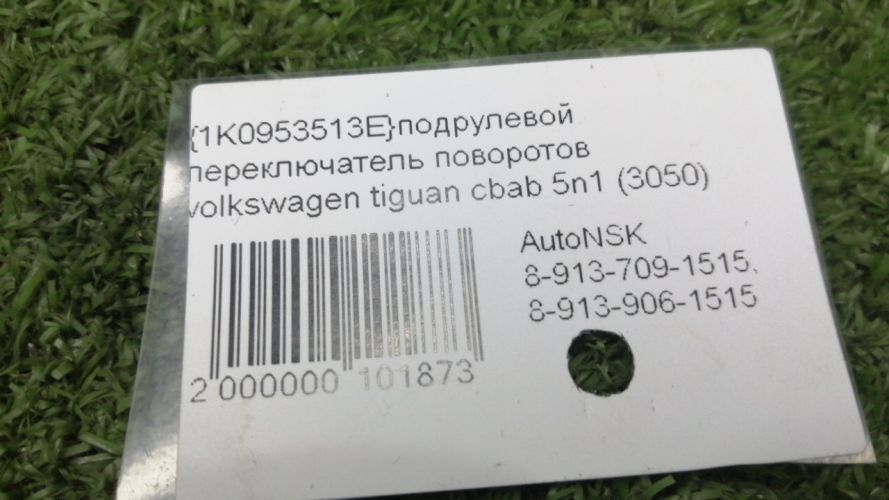 {1K0953513E}подрулевой
переключатель поворотов
volkswagen tiguan cbab 5n1 (3050)
AutoNSK
8-913-709-1515,
8-913-906-1515
2 000000 101873